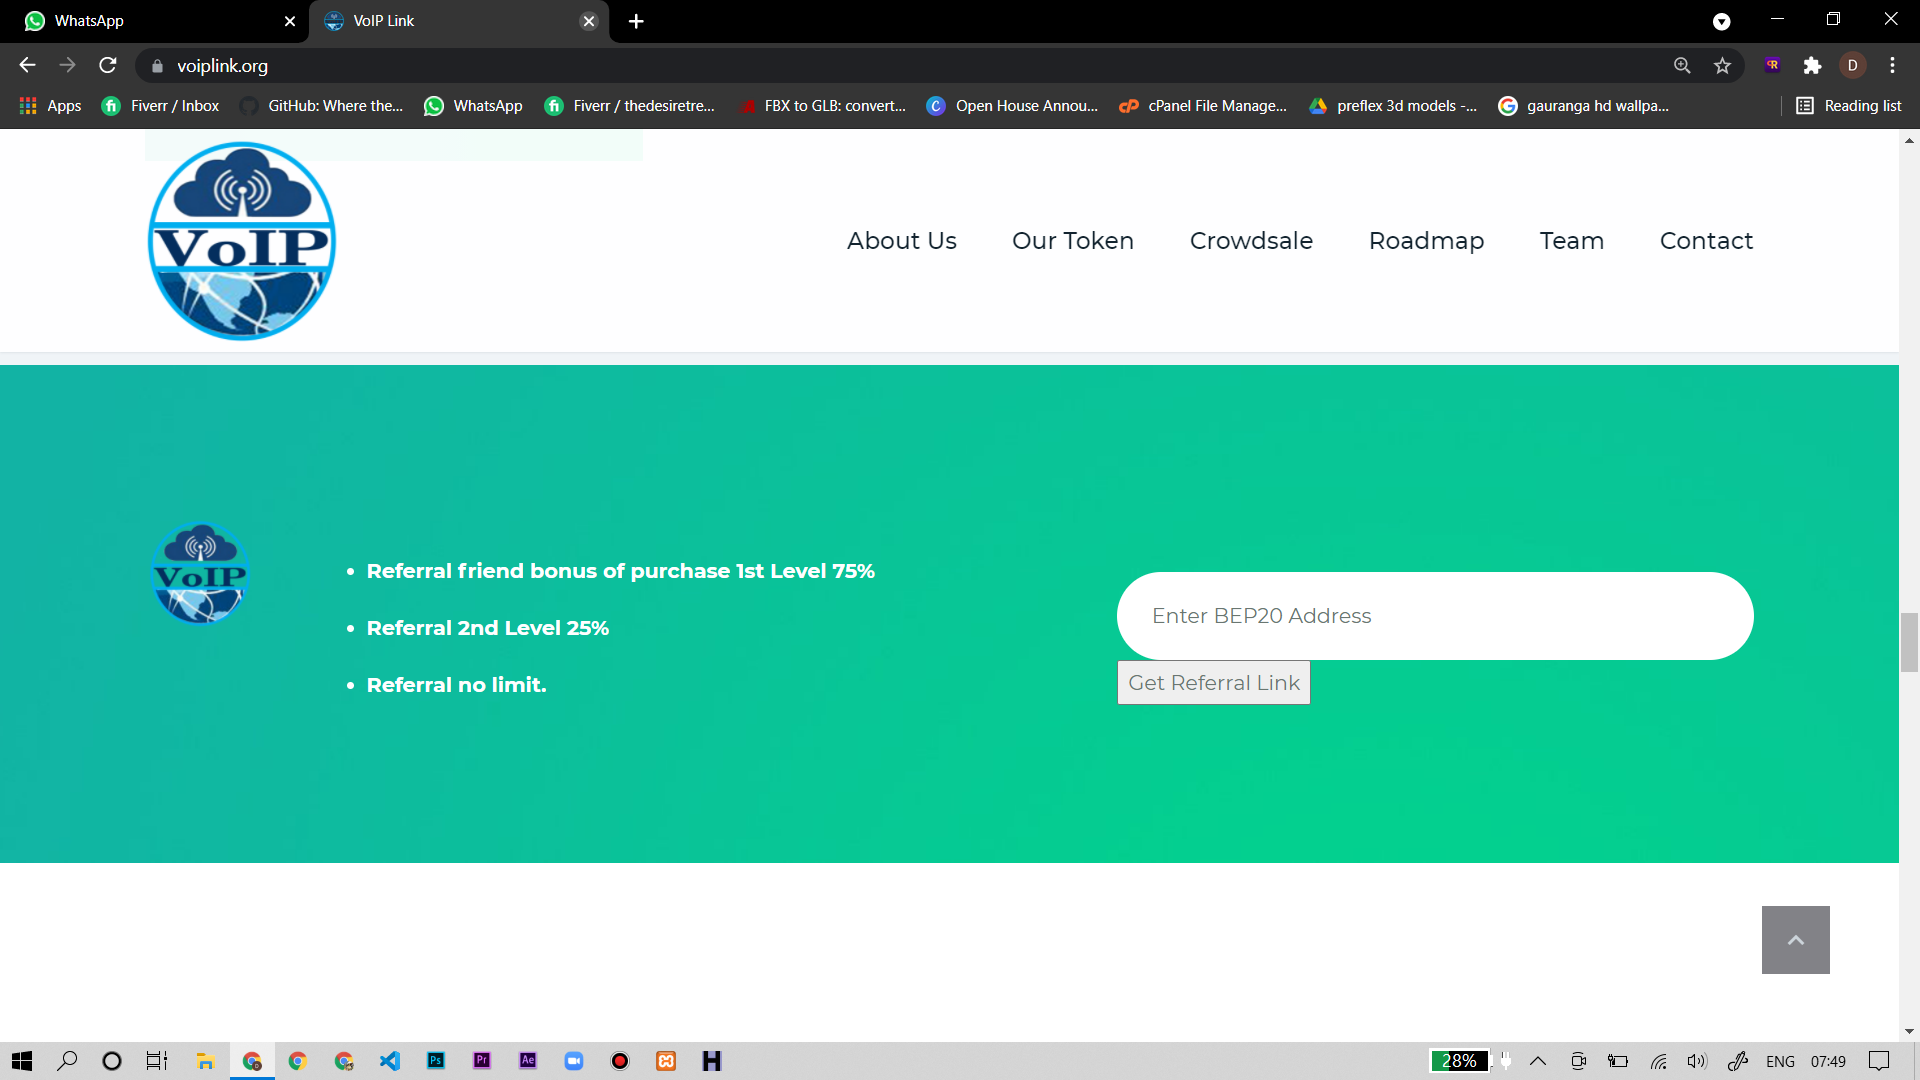 WhatsApp
VoIP Link
voiplink.org
R
D
Apps
Fiverr / Inbox
GitHub: Where the...
WhatsApp
Fiverr / thedesiretre...
FBX to GLB: convert...
Open House Annou...
cPanel File Manage...
preflex 3d models -...
gauranga hd wallpa...
Reading list
VoIP
About Us
Our Token
Crowdsale
Roadmap
Team
Contact
VoIP
• Referral friend bonus of purchase 1st Level 75%
• Referral 2nd Level 25%
• Referral no limit.
Enter BEP20 Address
Get Referral Link
Ps
Pr
Ae
H
28%
ENG
07:49